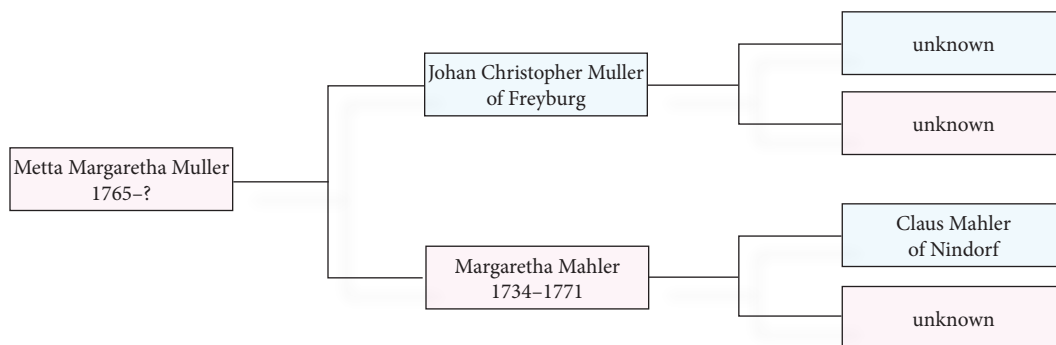 Metta Margaretha Muller
1765–?
Johan Christopher Muller
of Freyburg
Margaretha Mahler
1734–1771
unknown
unknown
Claus Mahler
of Nindorf
unknown